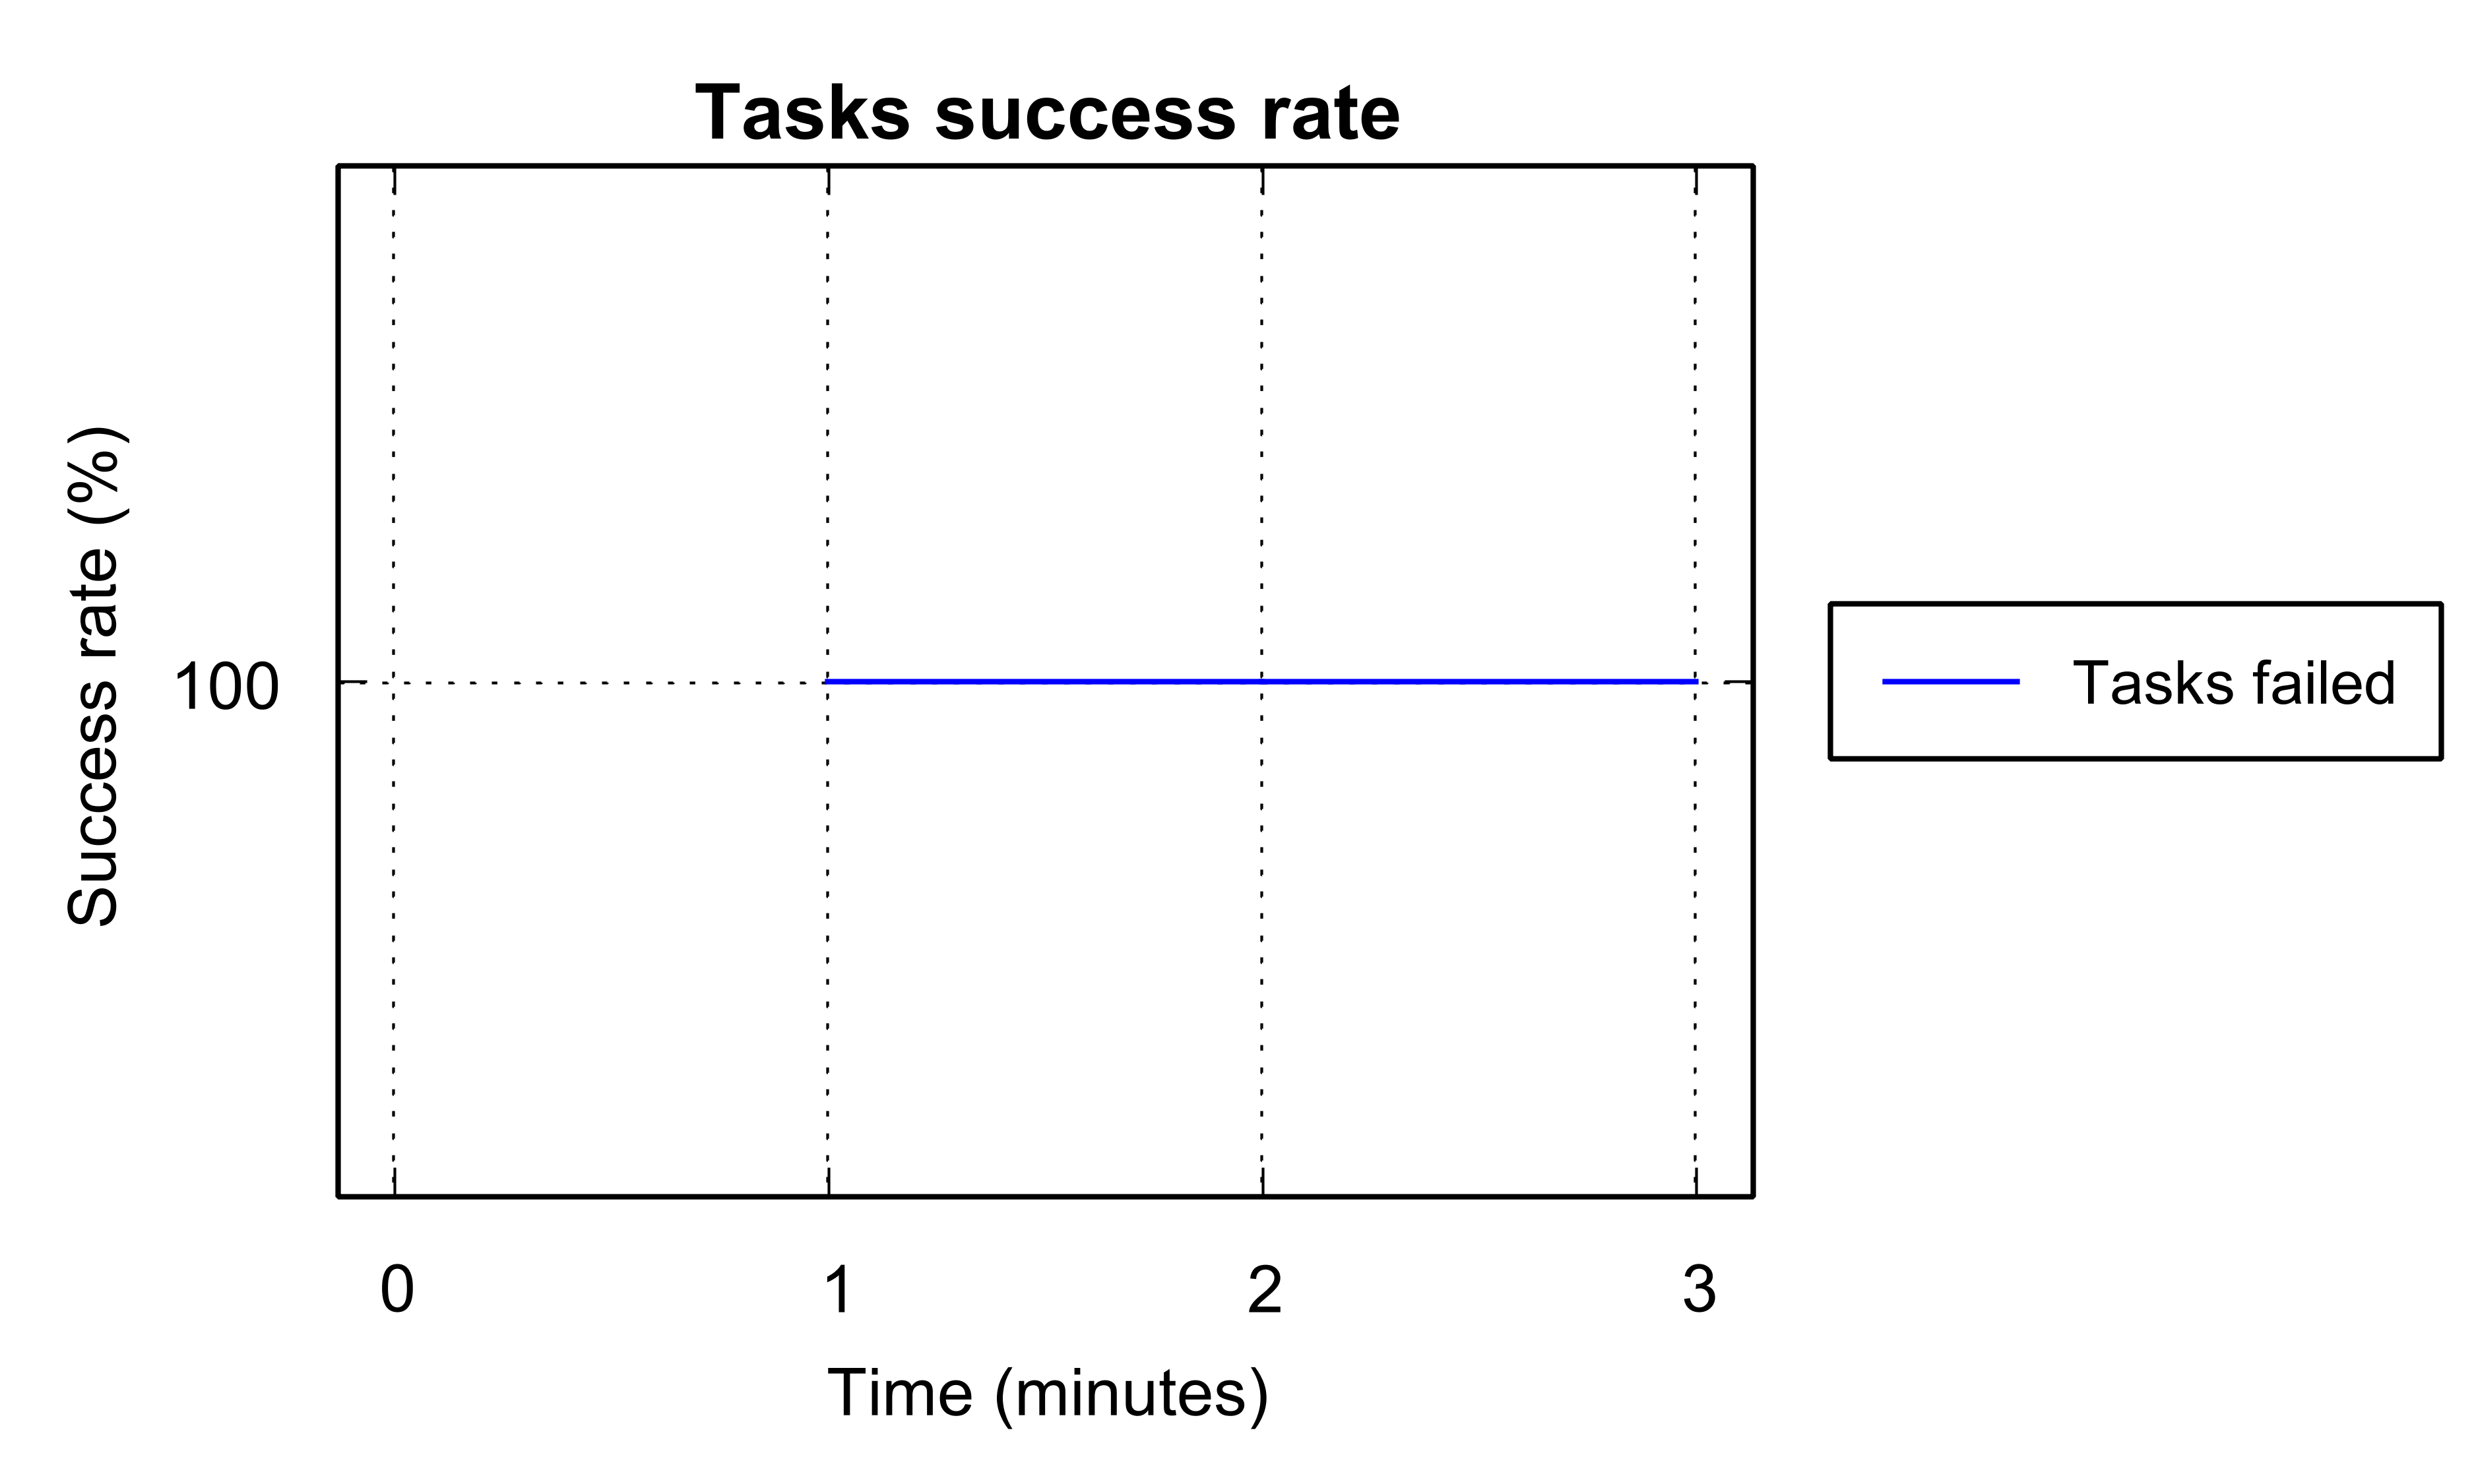 Tasks success rate
Success rate (%)
100
Tasks failed
0 1 2 3
Time (minutes)